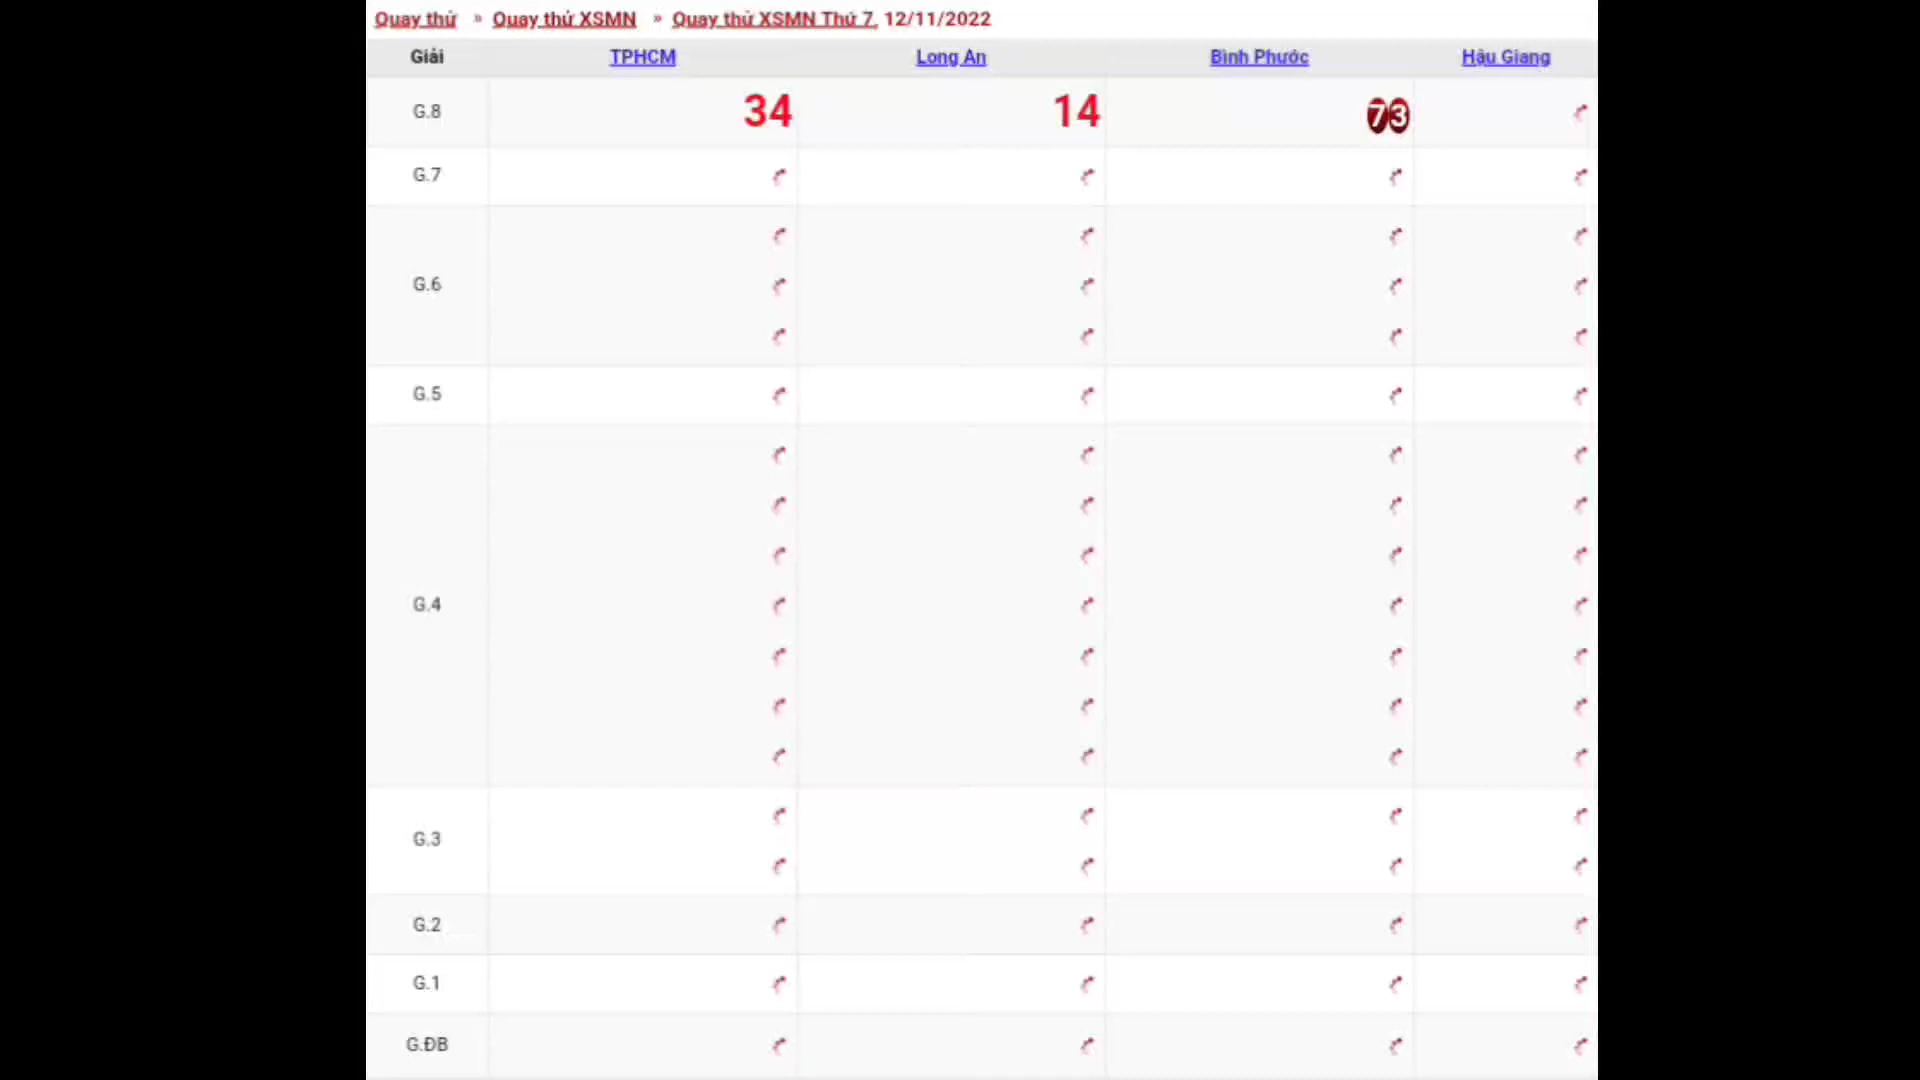 Quay thử » Quay thử XSMN » Quay thử XSMN Thứ 7, 12/11/2022
Giải TPHCM Long An Bình Phước Hậu Giang
G.8 34 14 73
G.7
G.6
G.5
G.4
G.3
G.2
G.1
G.ĐB